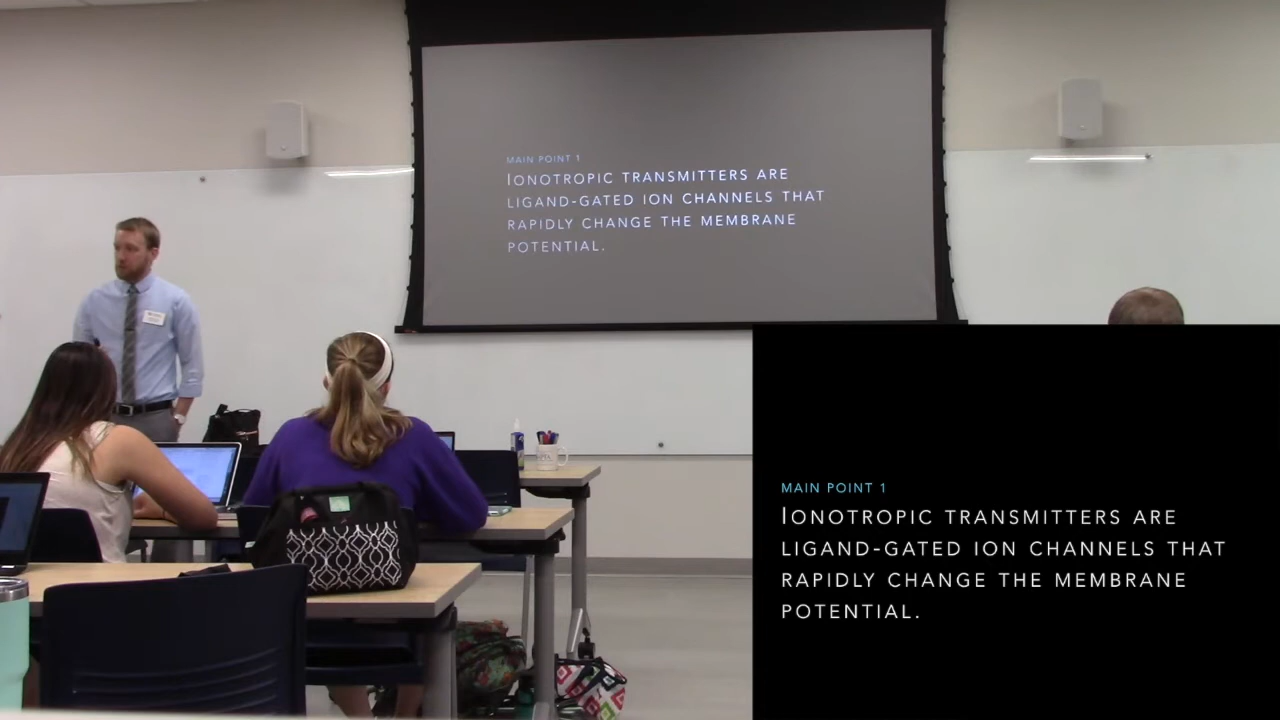 MAIN POINT 1
IONOTROPIC TRANSMITTERS ARE
LIGAND-GATED ION CHANNELS THAT
RAPIDLY CHANGE THE MEMBRANE
POTENTIAL.
MAIN POINT 1
IONOTROPIC TRANSMITTERS ARE
LIGAND-GATED ION CHANNELS THAT
RAPIDLY CHANGE THE MEMBRANE
POTENTIAL.